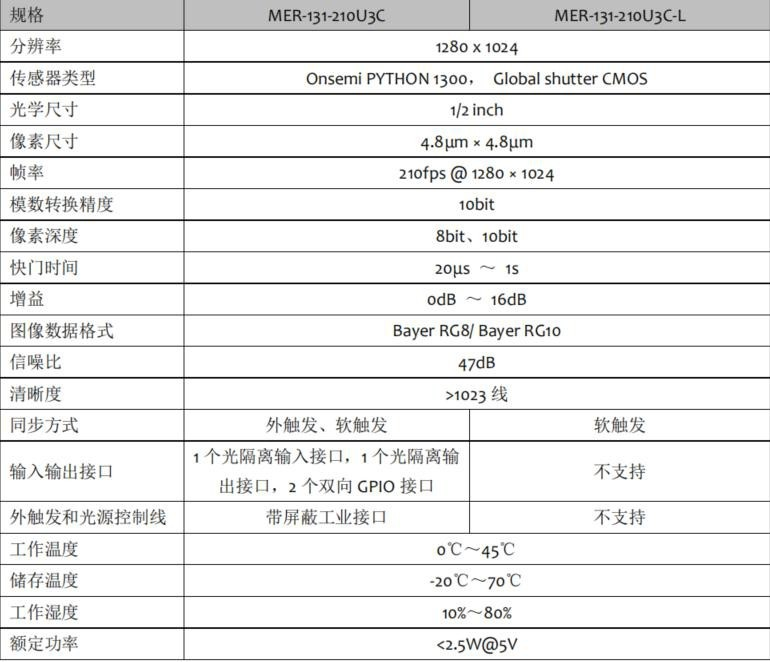 规格 MER-131-210U3C MER-131-210U3C-L
分辨率 1280 x 1024
传感器类型 Onsemi PYTHON 1300， Global shutter CMOS
光学尺寸 1/2 inch
像素尺寸 4.8μm × 4.8μm
帧率 210fps @ 1280 × 1024
模数转换精度 10bit
像素深度 8bit、10bit
快门时间 20μs ～ 1s
增益 0dB ～ 16dB
图像数据格式 Bayer RG8/ Bayer RG10
信噪比 47dB
清晰度 >1023 线
同步方式 外触发、软触发 软触发
输入输出接口 1 个光隔离输入接口，1 个光隔离输
出接口，2 个双向 GPIO 接口 不支持
外触发和光源控制线 带屏蔽工业接口 不支持
工作温度 0℃～45℃
储存温度 -20℃～70℃
工作湿度 10%～80%
额定功率 <2.5W@5V